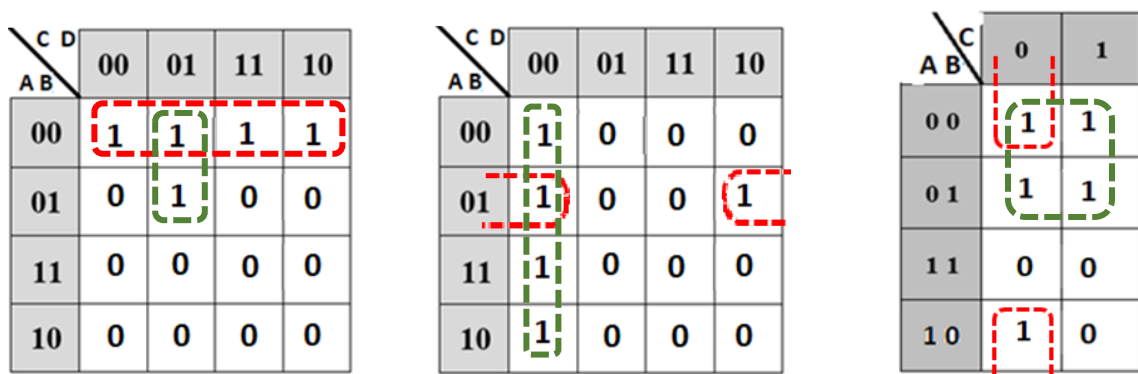 C D
A B
00 01 11 10
00 1 1 1 1
01 0 1 0 0
11 0 0 0 0
10 0 0 0 0
C D
A B
00 01 11 10
00 1 0 0 0
01 1 0 0 1
11 1 0 0 0
10 1 0 0 0
C
A B
0 1
0 0 1 1
0 1 1 1
1 1 0 0
1 0 1 0